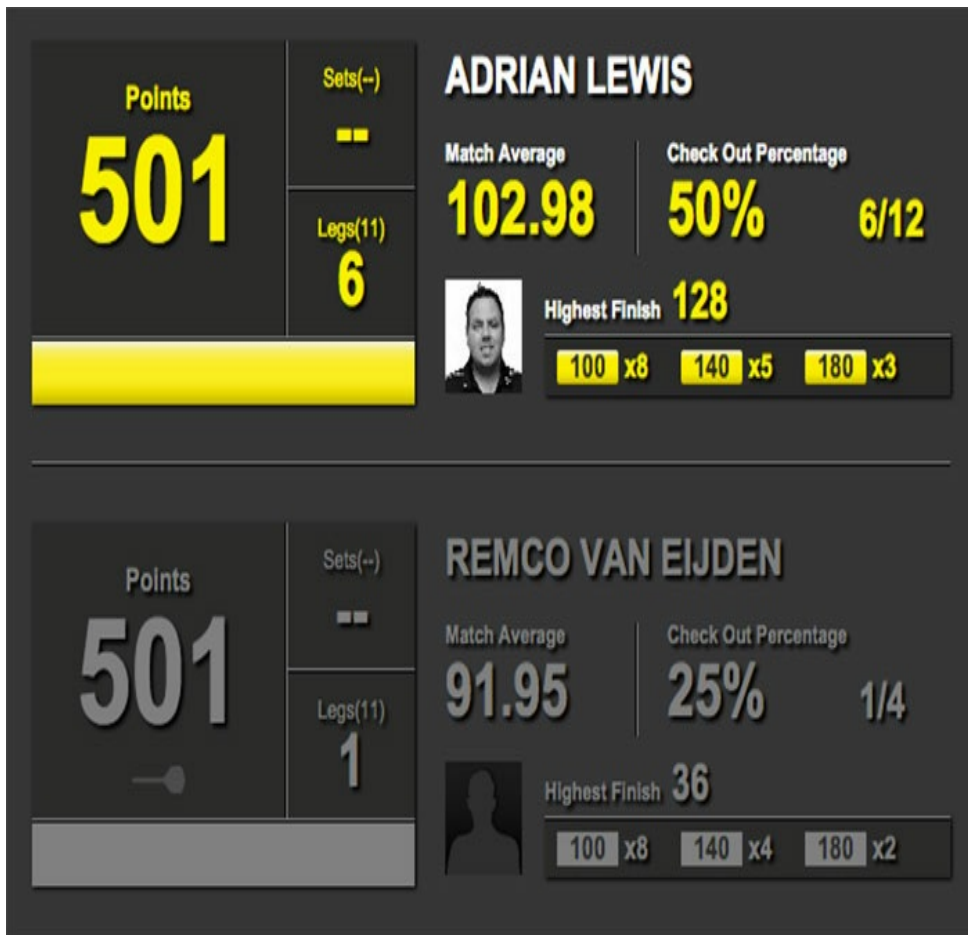 Points
501
Sets(--)
--
Legs(11)
6
ADRIAN LEWIS
Match Average
102.98
Check Out Percentage
50% 6/12
Highest Finish 128
100 x8 140 x5 180 x3
Points
501
Sets(--)
--
Legs(11)
1
REMCO VAN EIJDEN
Match Average
91.95
Check Out Percentage
25% 1/4
Highest Finish 36
100 x8 140 x4 180 x2